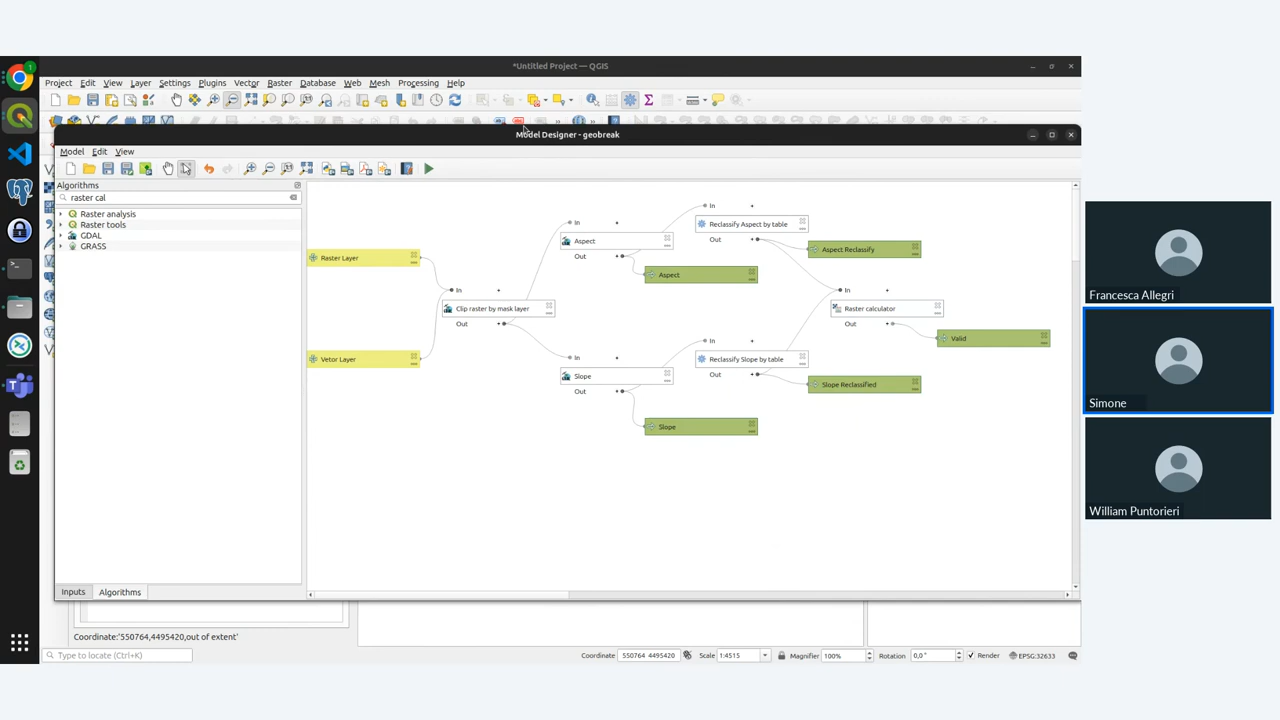 *Untitled Project — QGIS
Project Edit View Layer Settings Plugins Vector Raster Database Web Mesh Processing Help
Model Designer - geobreak
Model Edit View
Algorithms
raster cal
Raster analysis
Raster tools
GDAL
GRASS
Raster Layer
Vetor Layer
In
Clip raster by mask layer
Out
In
Aspect
Out
Aspect
In
Reclassify Aspect by table
Out
Aspect Reclassify
In
Raster calculator
Out
Valid
In
Slope
Out
Slope
In
Reclassify Slope by table
Out
Slope Reclassified
Inputs Algorithms
Coordinate:'550764,4495420,out of extent'
Type to locate (Ctrl+K)
Coordinate 550764 4495420 Scale 1:4515 Magnifier 100% Rotation 0,0 ° Render EPSG:32633
1
Francesca Allegri
Simone
William Puntorieri